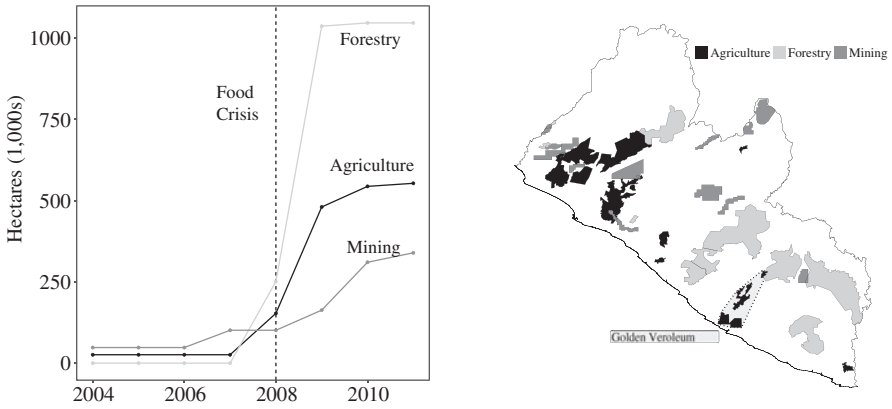 Hectares (1,000s)
1000
750
500
250
0
2004
2006
2008
2010
Food
Crisis
Forestry
Agriculture
Mining
Agriculture Forestry Mining
Golden Veroleum